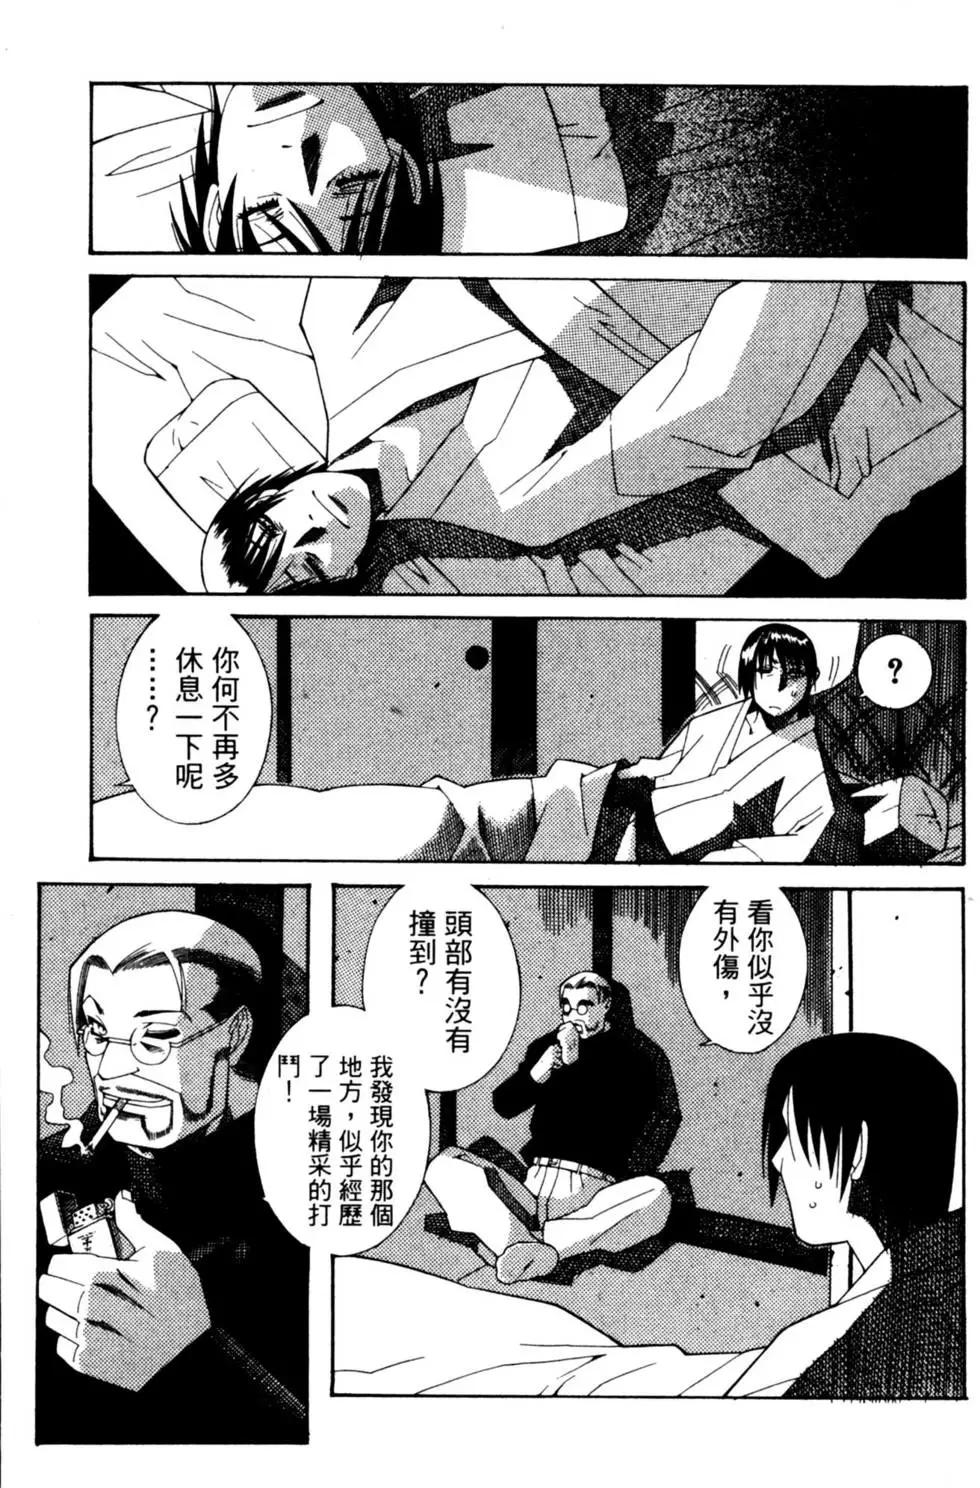 ？
你何不再多
休息一下呢
……？
看你似乎沒
有外傷，
頭部有沒有
撞到？
我發現你的那個
地方，似乎經歷
了一場精采的打
鬥！